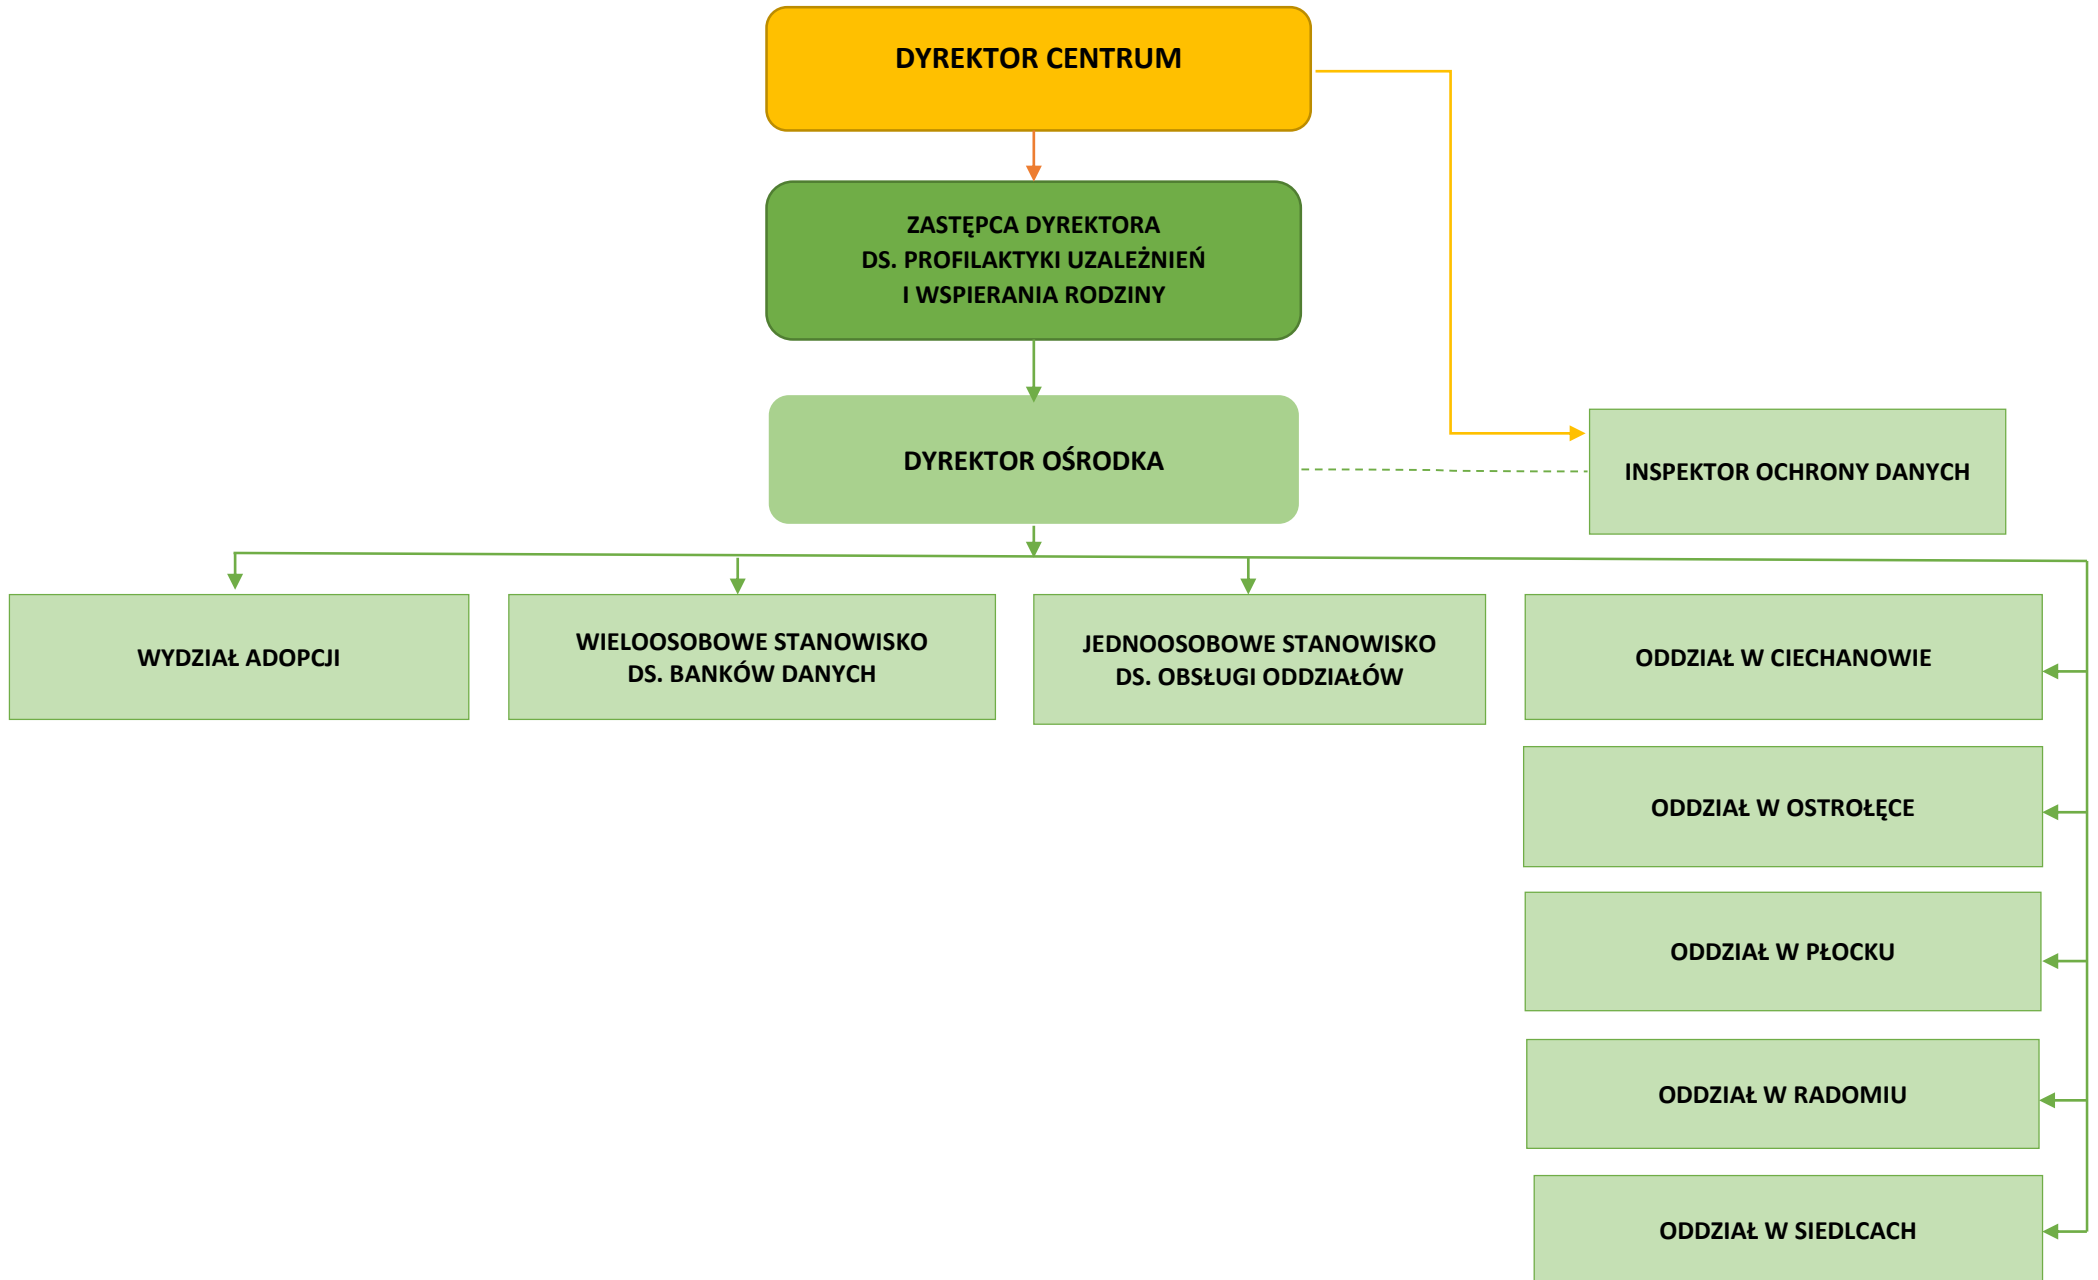 DYREKTOR CENTRUM
ZASTĘPCA DYREKTORA
DS. PROFILAKTYKI UZALEŻNIEŃ
I WSPIERANIA RODZINY
DYREKTOR OŚRODKA
INSPEKTOR OCHRONY DANYCH
WYDZIAŁ ADOPCJI
WIELOOSOBOWE STANOWISKO
DS. BANKÓW DANYCH
JEDNOOSOBOWE STANOWISKO
DS. OBSŁUGI ODDZIAŁÓW
ODDZIAŁ W CIECHANOWIE
ODDZIAŁ W OSTROŁĘCE
ODDZIAŁ W PŁOCKU
ODDZIAŁ W RADOMIU
ODDZIAŁ W SIEDLCACH